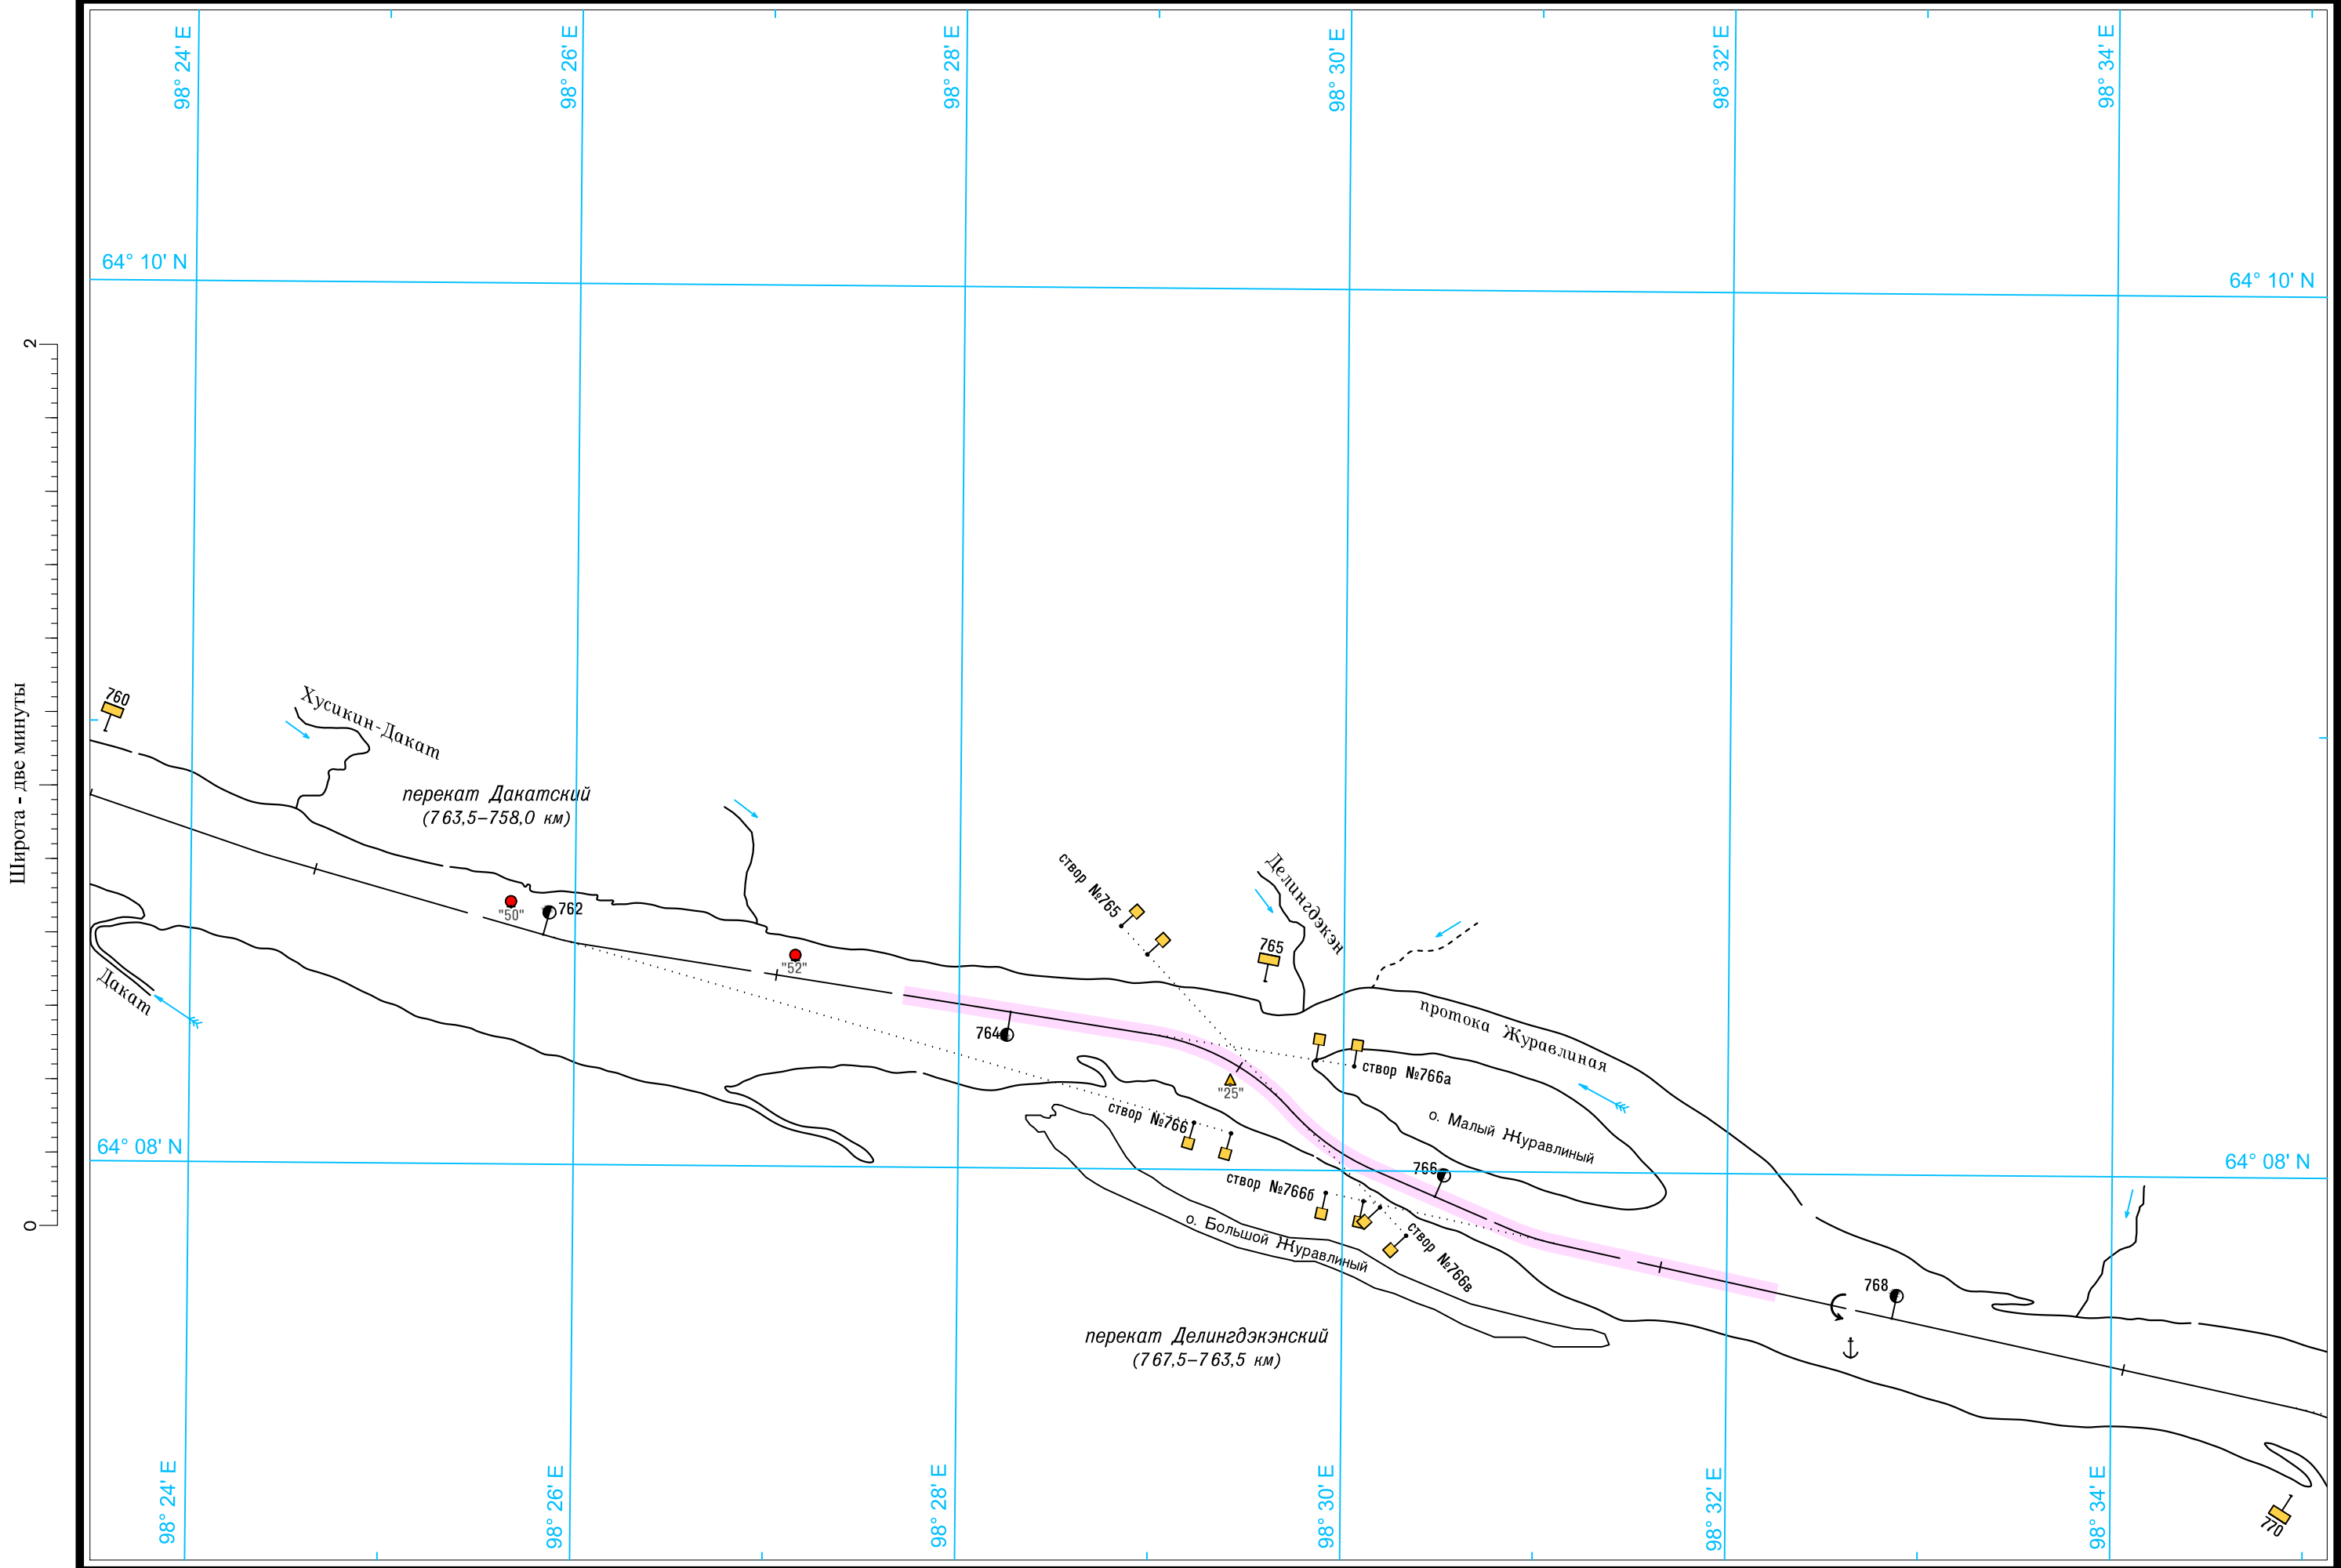 98° 24' E
98° 26' E
98° 28' E
98° 30' E
98° 32' E
98° 34' E
64° 10' N
64° 10' N
2
Широта - две минуты
0
760
Хусикин-Дакат
перекат Дакатский
(763,5–758,0 км)
"50"
762
"52"
Дакат
створ №765
Делингдэкэн
765
протока Журавлиная
764
"25"
створ №766а
створ №766
о. Малый Журавлиный
64° 08' N
64° 08' N
766
створ №766б
о. Большой Журавлиный
створ №766в
768
перекат Делингдэкэнский
(767,5–763,5 км)
770
98° 24' E
98° 26' E
98° 28' E
98° 30' E
98° 32' E
98° 34' E